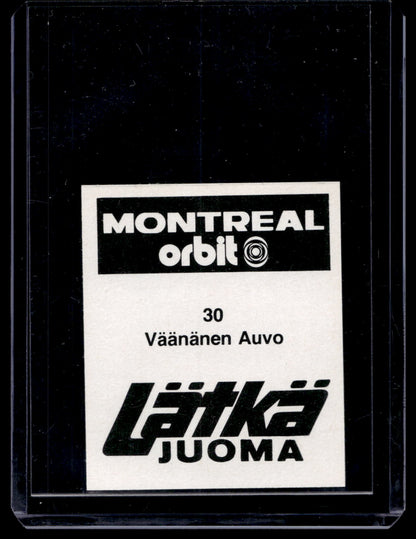 MONTREAL
orbit
30
Väänänen Auvo
Lätkä
JUOMA